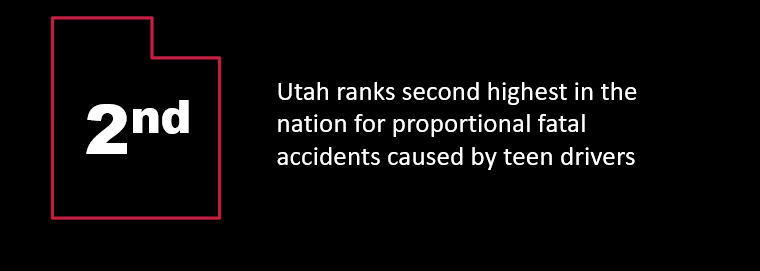 2nd
Utah ranks second highest in the
nation for proportional fatal
accidents caused by teen drivers